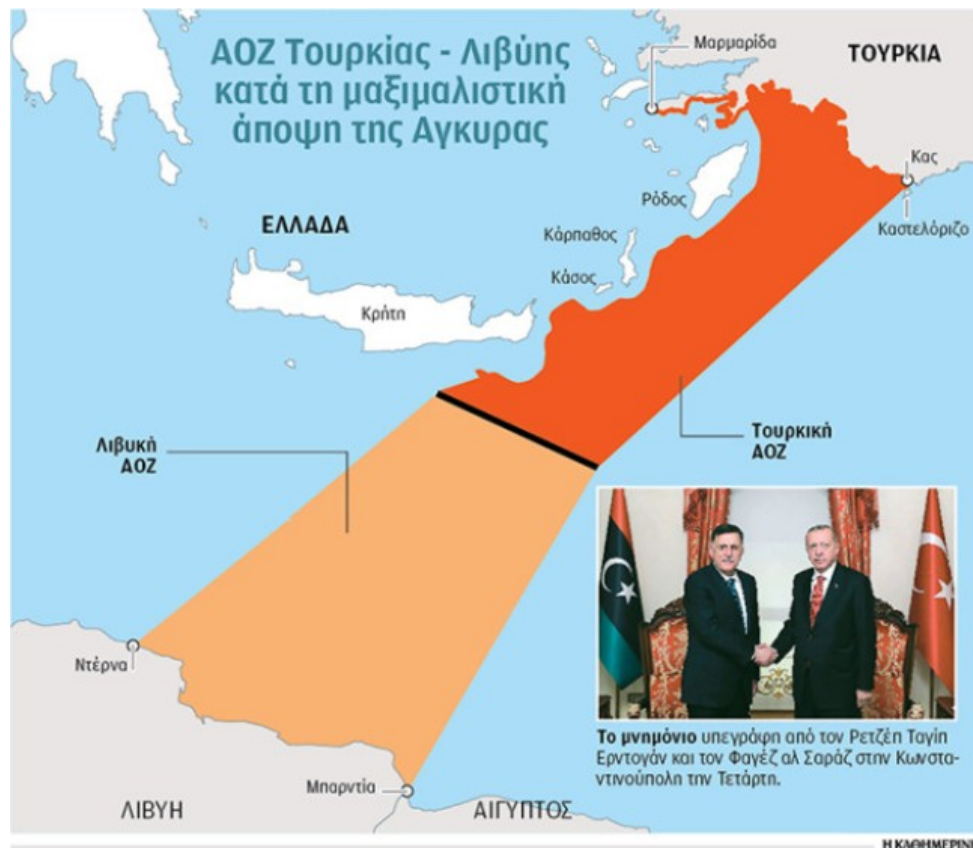 ΑΟΖ Τουρκίας - Λιβύης
κατά τη μαξιμαλιστική
άποψη της Αγκυρας
Μαρμαρίδα
ΤΟΥΡΚΙΑ
Κας
Ρόδος
Καστελόριζο
ΕΛΛΑΔΑ
Κάρπαθος
Κάσος
Κρήτη
Λιβυκή
ΑΟΖ
Τουρκική
ΑΟΖ
Ντέρνα
Το μνημόνιο υπεγράφη από τον Ρετζέπ Ταγίπ
Ερντογάν και τον Φαγέζ αλ Σαράζ στην Κωνστα-
ντινούπολη την Τετάρτη.
Μπαρντία
ΛΙΒΥΗ
ΑΙΓΥΠΤΟΣ
Η ΚΑΘΗΜΕΡΙΝΗ